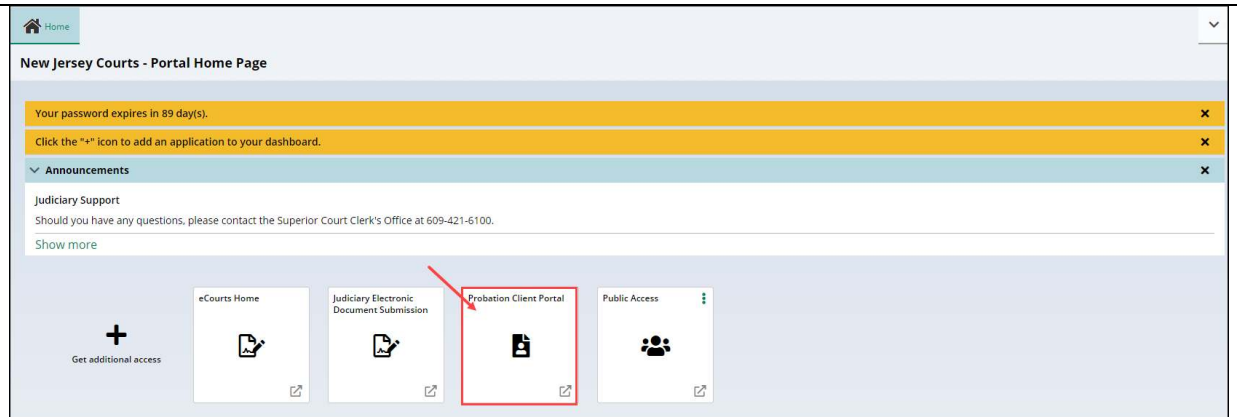 Home
New Jersey Courts - Portal Home Page
Your password expires in 89 day(s).
Click the "+" icon to add an application to your dashboard.
Announcements
Judiciary Support
Should you have any questions, please contact the Superior Court Clerk's Office at 609-421-6100.
Show more
Get additional access
eCourts Home
Judiciary Electronic
Document Submission
Probation Client Portal
Public Access